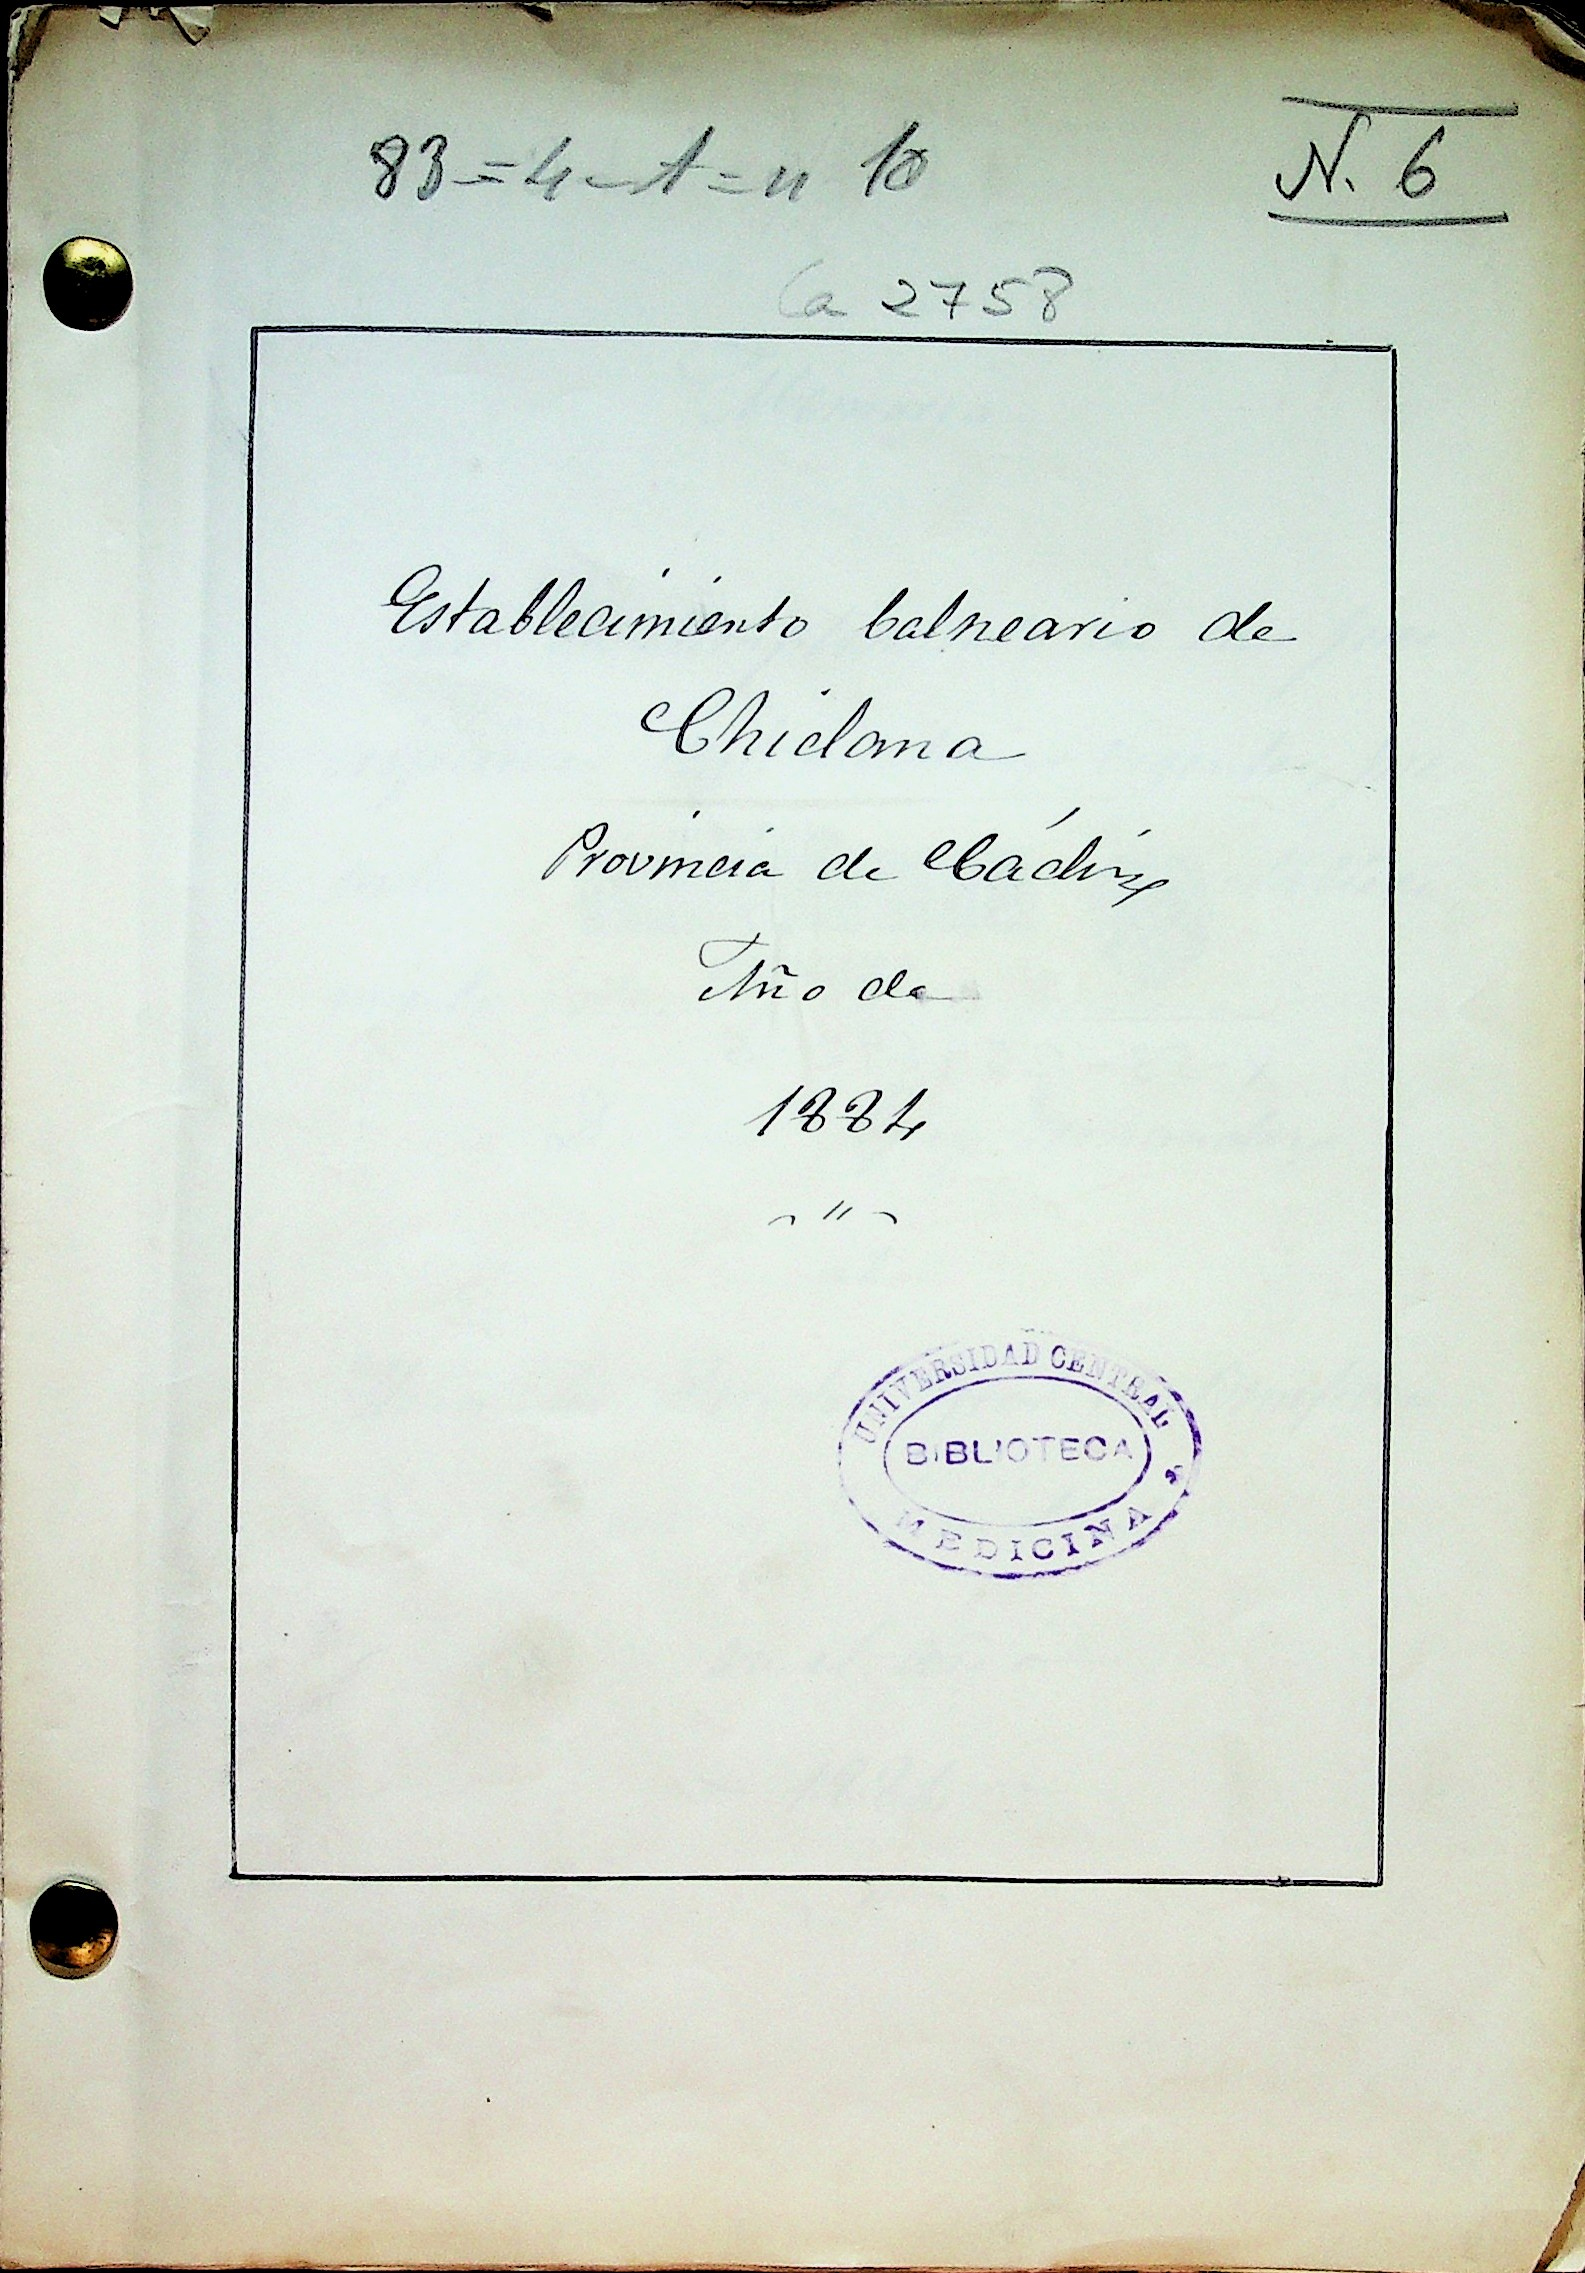 83=4-A=n 10
N. 6
Ca 2758
Establecimiento balneario de
Chiclana
Provincia de Cádiz
Año de
1884
UNIVERSIDAD CENTRAL
BIBLIOTECA
MEDICINA